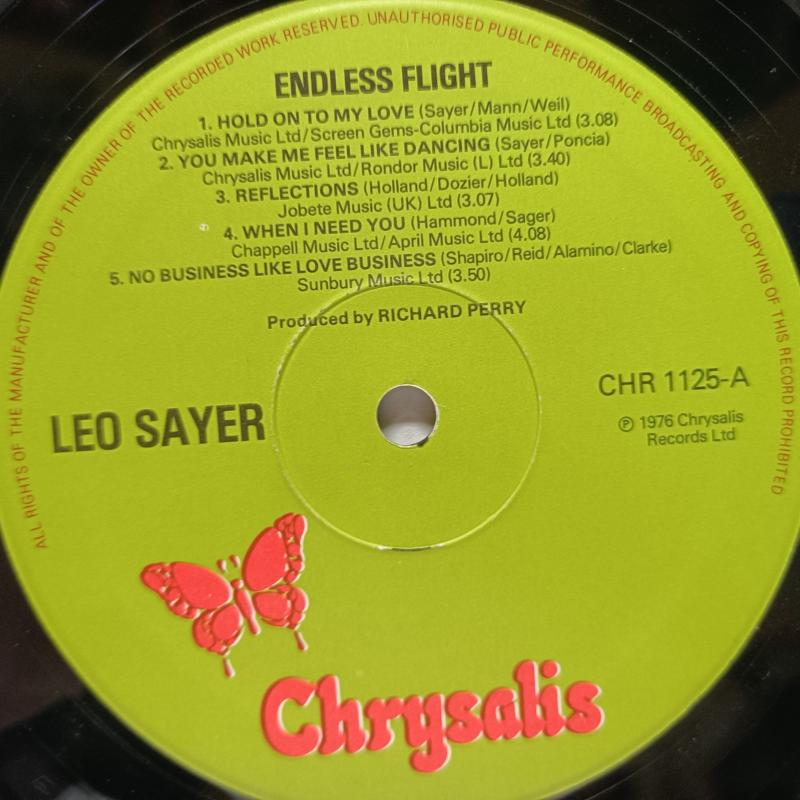 ALL RIGHTS OF THE MANUFACTURER AND OF THE OWNER OF THE RECORDED WORK RESERVED. UNAUTHORISED PUBLIC PERFORMANCE BROADCASTING AND COPYING OF THIS RECORD PROHIBITED
ENDLESS FLIGHT
1. HOLD ON TO MY LOVE (Sayer/Mann/Weil)
Chrysalis Music Ltd/Screen Gems-Columbia Music Ltd (3.08)
2. YOU MAKE ME FEEL LIKE DANCING (Sayer/Poncia)
Chrysalis Music Ltd/Rondor Music (L) Ltd (3.40)
3. REFLECTIONS (Holland/Dozier/Holland)
Jobete Music (UK) Ltd (3.07)
4. WHEN I NEED YOU (Hammond/Sager)
Chappell Music Ltd/April Music Ltd (4.08)
5. NO BUSINESS LIKE LOVE BUSINESS (Shapiro/Reid/Alamino/Clarke)
Sunbury Music Ltd (3.50)
Produced by RICHARD PERRY
LEO SAYER
CHR 1125-A
℗ 1976 Chrysalis
Records Ltd
Chrysalis